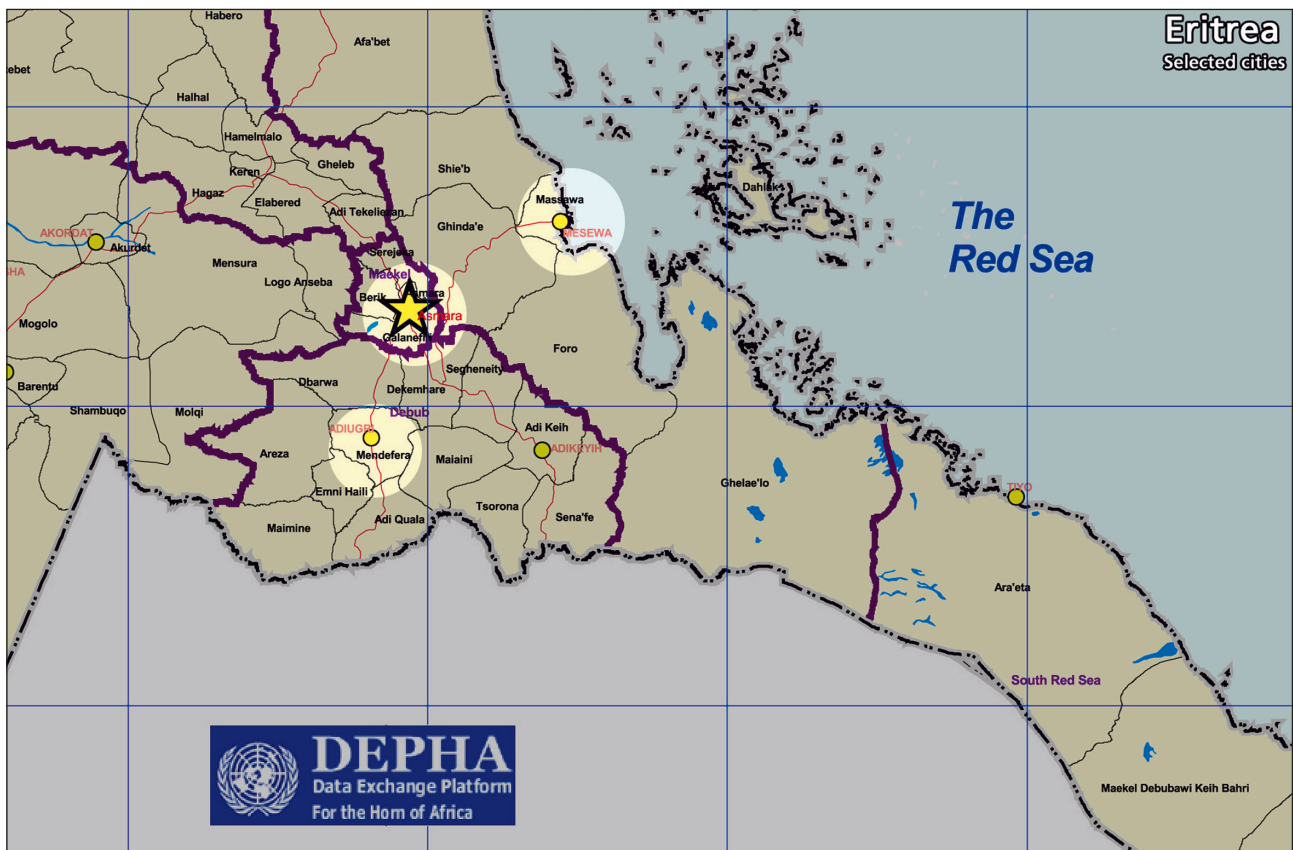 Habero
Eritrea
Selected cities
Afa'bet
Halhal
Hamelmalo
Gheleb
Shie'b
Keren
Dahlak
Hagaz
Massawa
Elabered
Adi Tekeliezan
The
Red Sea
Ghinda'e
AKORDAT
MESEWA
Akurdet
Serejeka
Mensura
Maekel
Logo Anseba
Berik
Asmara
Asmara
Mogolo
Galanefhi
Foro
Segheneity
Dbarwa
Barentu
Dekemhare
Shambuqo
Molqi
Debub
ADIUGRI
Adi Keih
ADIKEYIH
Areza
Mendefera
Maiaini
Ghelae'lo
TIYO
Emni Haili
Tsorona
Maimine
Adi Quala
Sena'fe
Ara'eta
South Red Sea
DEPHA
Data Exchange Platform
For the Horn of Africa
Maekel Debubawi Keih Bahri